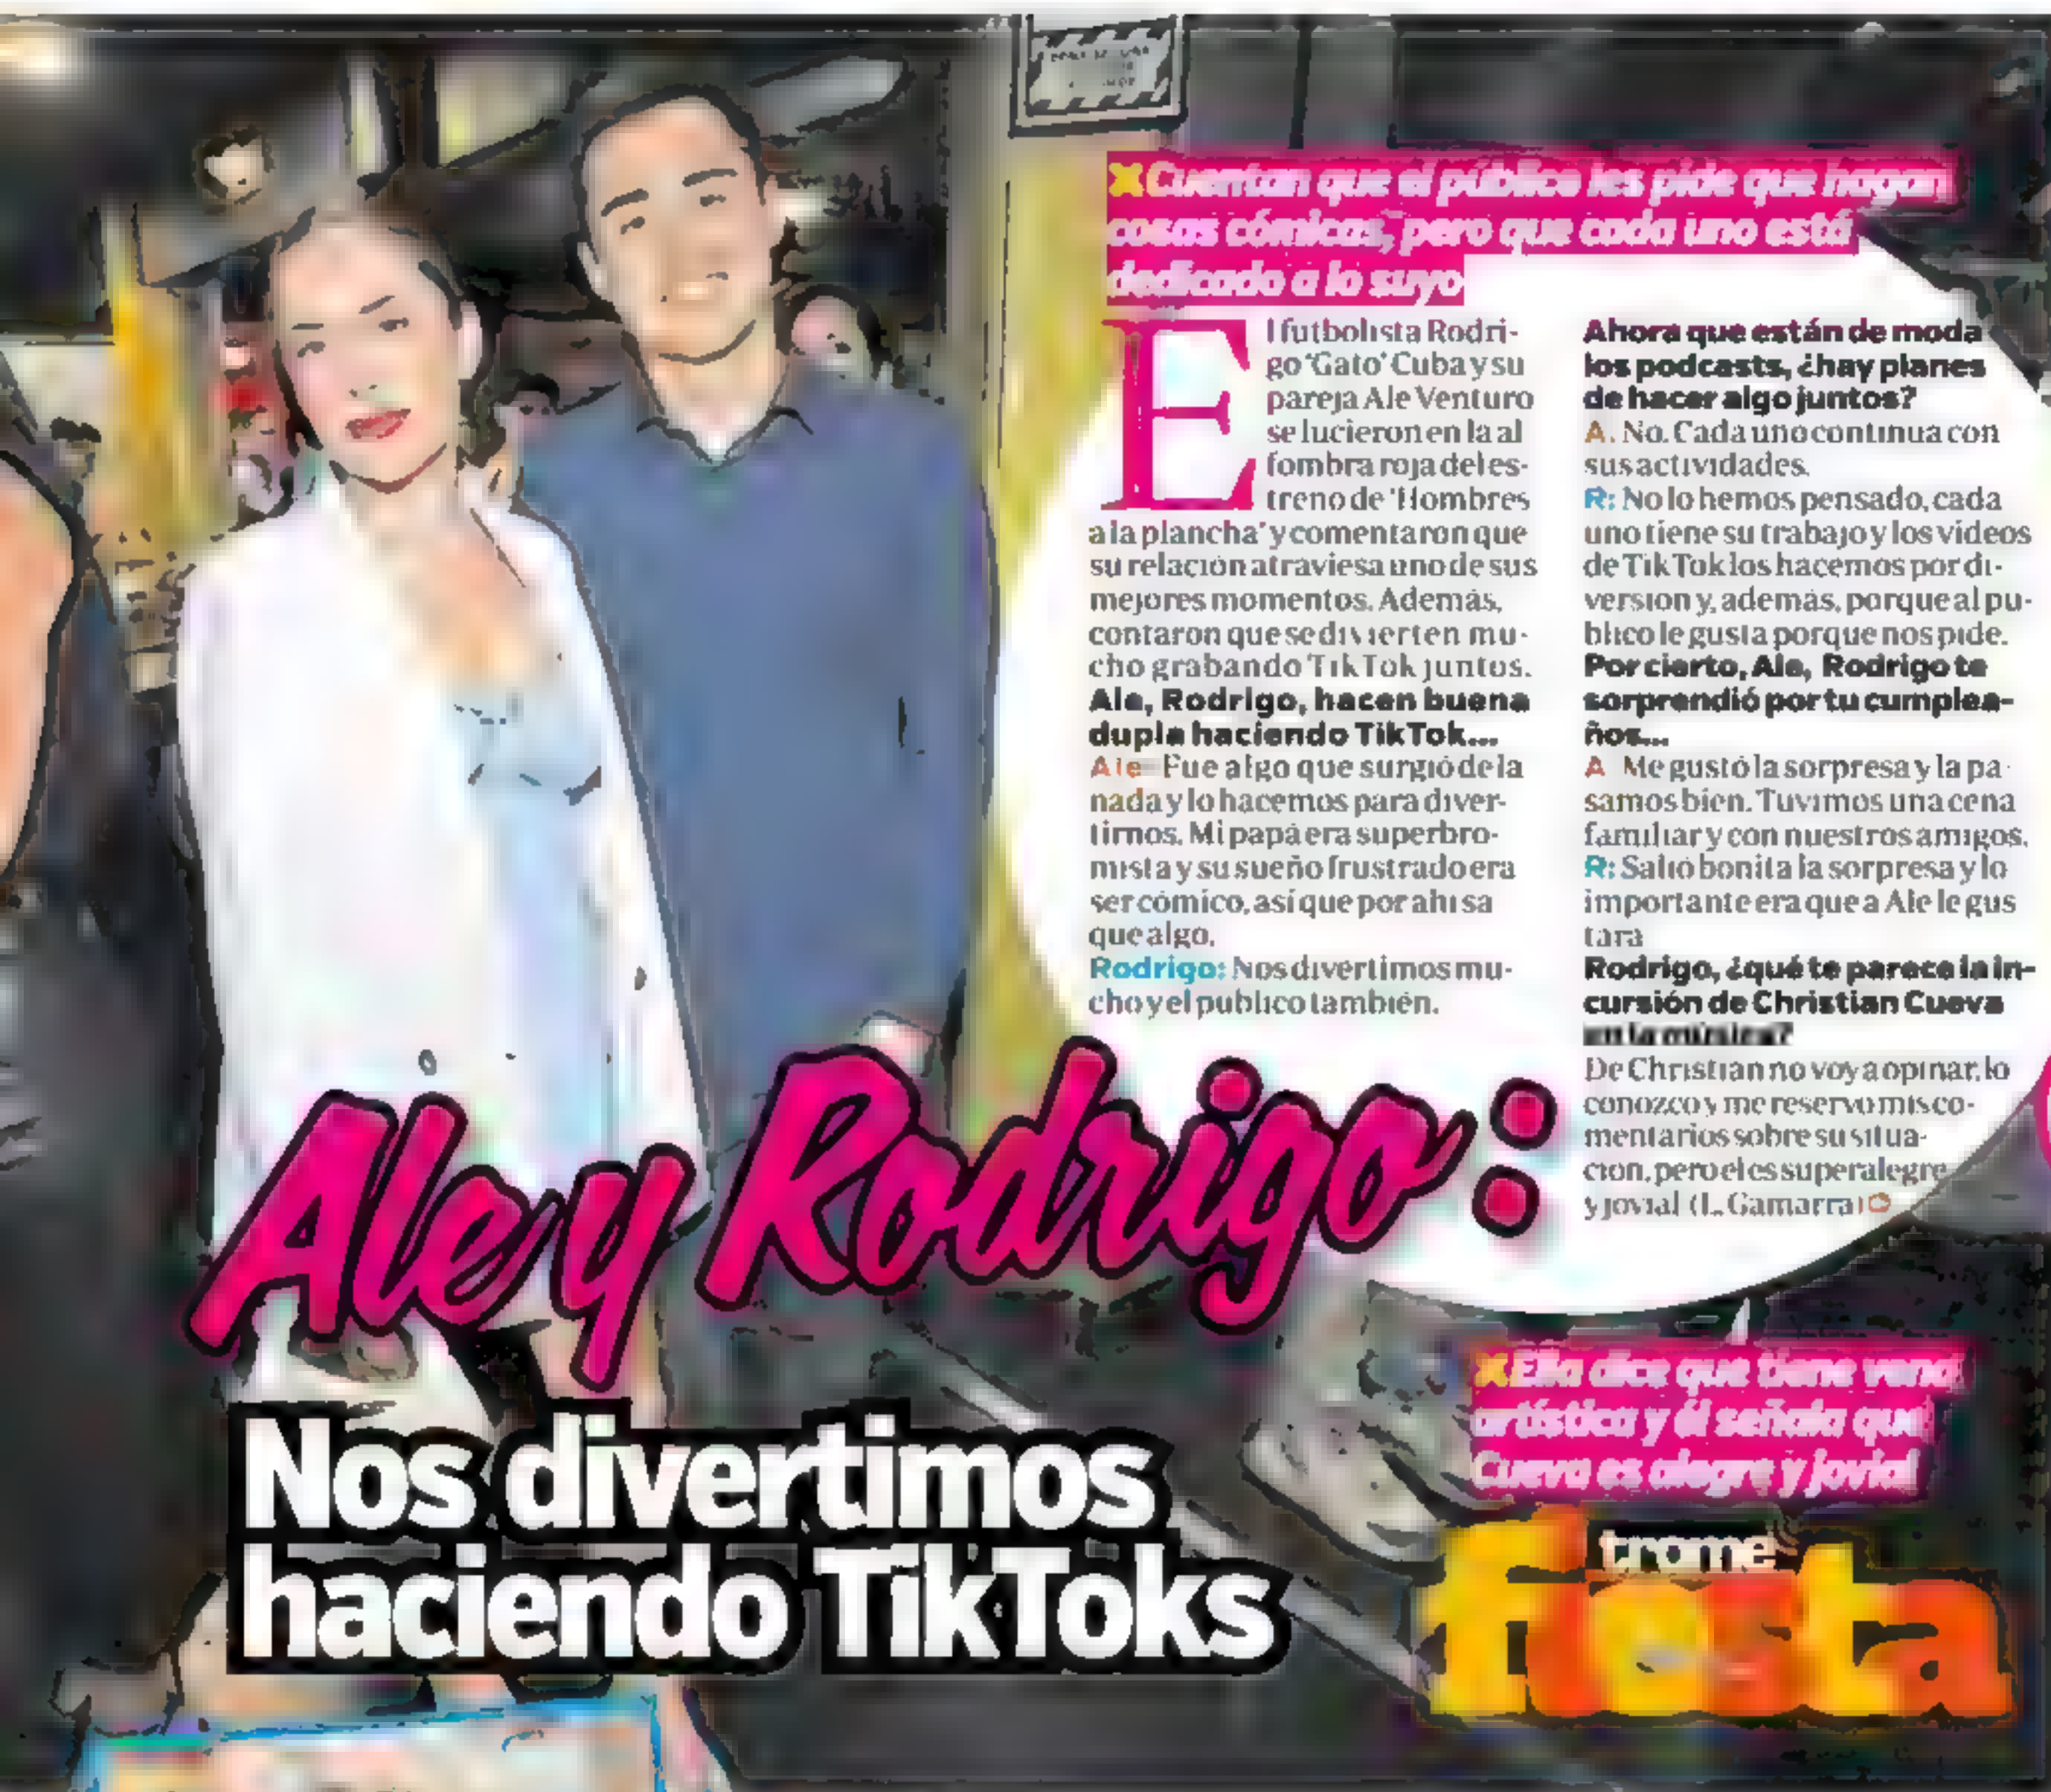 Cuentan que el público les pide que hagan
cosas cómicas, pero que cada uno está
dedicado a lo suyo
El futbolista Rodri-
go 'Gato' Cuba y su
pareja Ale Venturo
se lucieron en la al
fombra roja del es-
treno de 'Hombres
a la plancha' y comentaron que
su relación atraviesa uno de sus
mejores momentos. Además,
contaron que se divierten mu-
cho grabando TikTok juntos.
Ale, Rodrigo, hacen buena
dupla haciendo TikTok...
Ale Fue algo que surgió de la
nada y lo hacemos para diver-
tirnos. Mi papá era superbro-
mista y su sueño frustrado era
ser cómico, así que por ahí sa
qué algo.
Rodrigo: Nos divertimos mu-
cho y el público también.
Ahora que están de moda
los podcasts, ¿hay planes
de hacer algo juntos?
A. No. Cada uno continua con
sus actividades.
R: No lo hemos pensado, cada
uno tiene su trabajo y los videos
de TikTok los hacemos por di-
versión y, además, porque al pú-
blico le gusta porque nos pide.
Por cierto, Ale, Rodrigo te
sorprendió por tu cumplea-
ños...
A Me gustó la sorpresa y la pa-
samos bien. Tuvimos una cena
familiar y con nuestros amigos.
R: Salió bonita la sorpresa y lo
importante era que a Ale le gus
tara
Rodrigo, ¿qué te parece la in-
cursión de Christian Cueva
en la música?
De Christian no voy a opinar, lo
conozco y me reservo mis co-
mentarios sobre su situa-
ción, pero él es superalegre
y jovial (L. Gamarra)
Ale y Rodrigo:
Nos divertimos
haciendo TikToks
Ella dice que tiene vena
artística y él señala que
Cueva es alegre y jovial
trome
fiesta